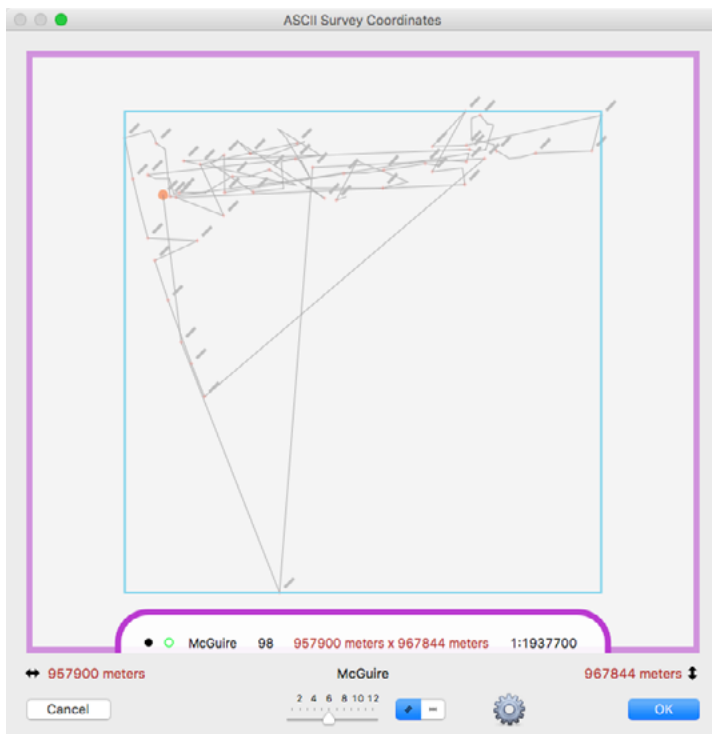 ASCII Survey Coordinates
McGuire 98 957900 meters x 967844 meters 1:1937700
957900 meters McGuire 967844 meters
2 4 6 8 10 12
Cancel OK